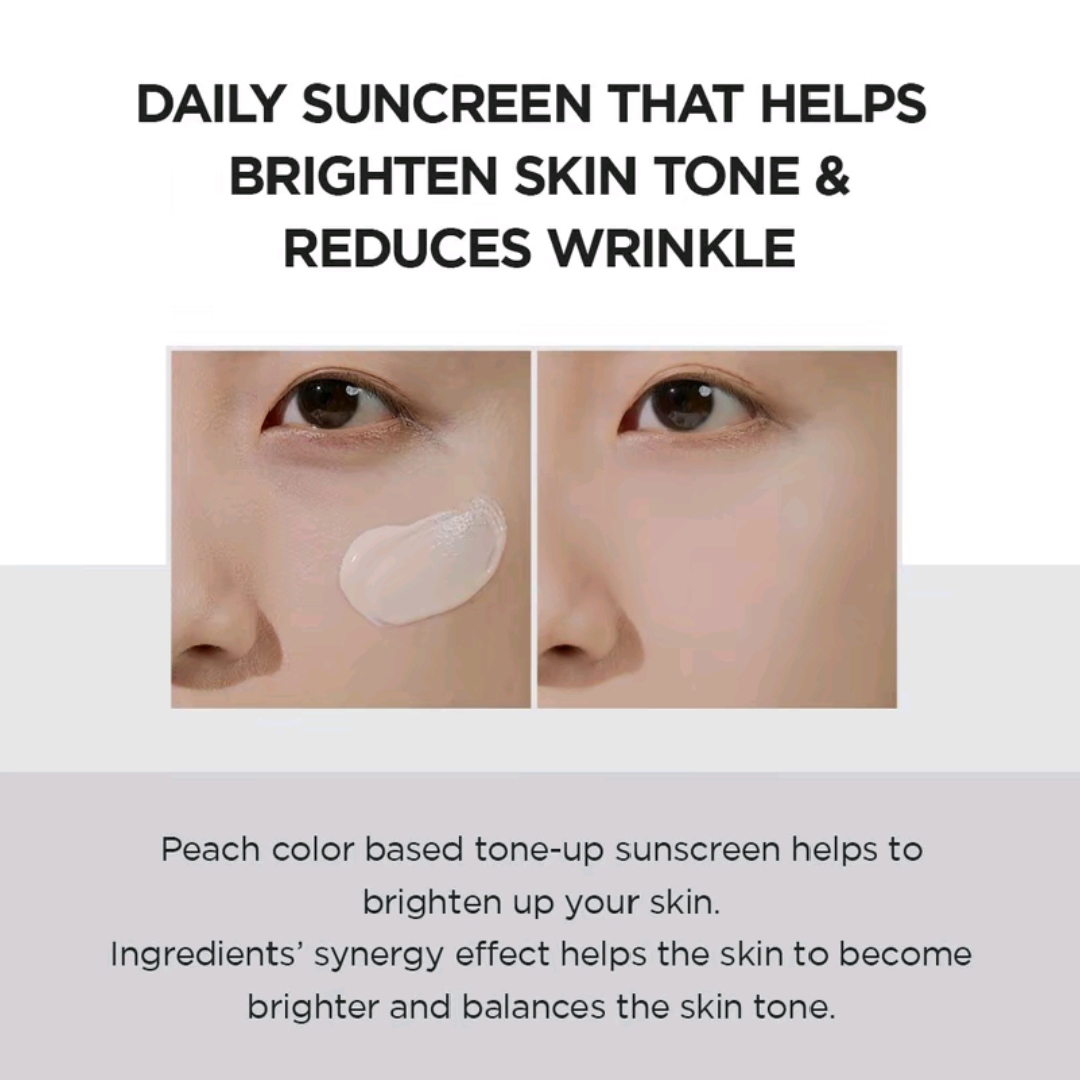 DAILY SUNCREEN THAT HELPS
BRIGHTEN SKIN TONE &
REDUCES WRINKLE
Peach color based tone-up sunscreen helps to
brighten up your skin.
Ingredients’ synergy effect helps the skin to become
brighter and balances the skin tone.